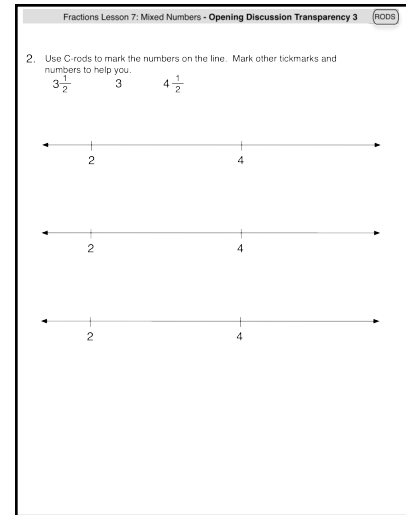 Fractions Lesson 7: Mixed Numbers - Opening Discussion Transparency 3 RODS
2. Use C-rods to mark the numbers on the line. Mark other tickmarks and
numbers to help you.
3 1/2 3 4 1/2
2 4
2 4
2 4